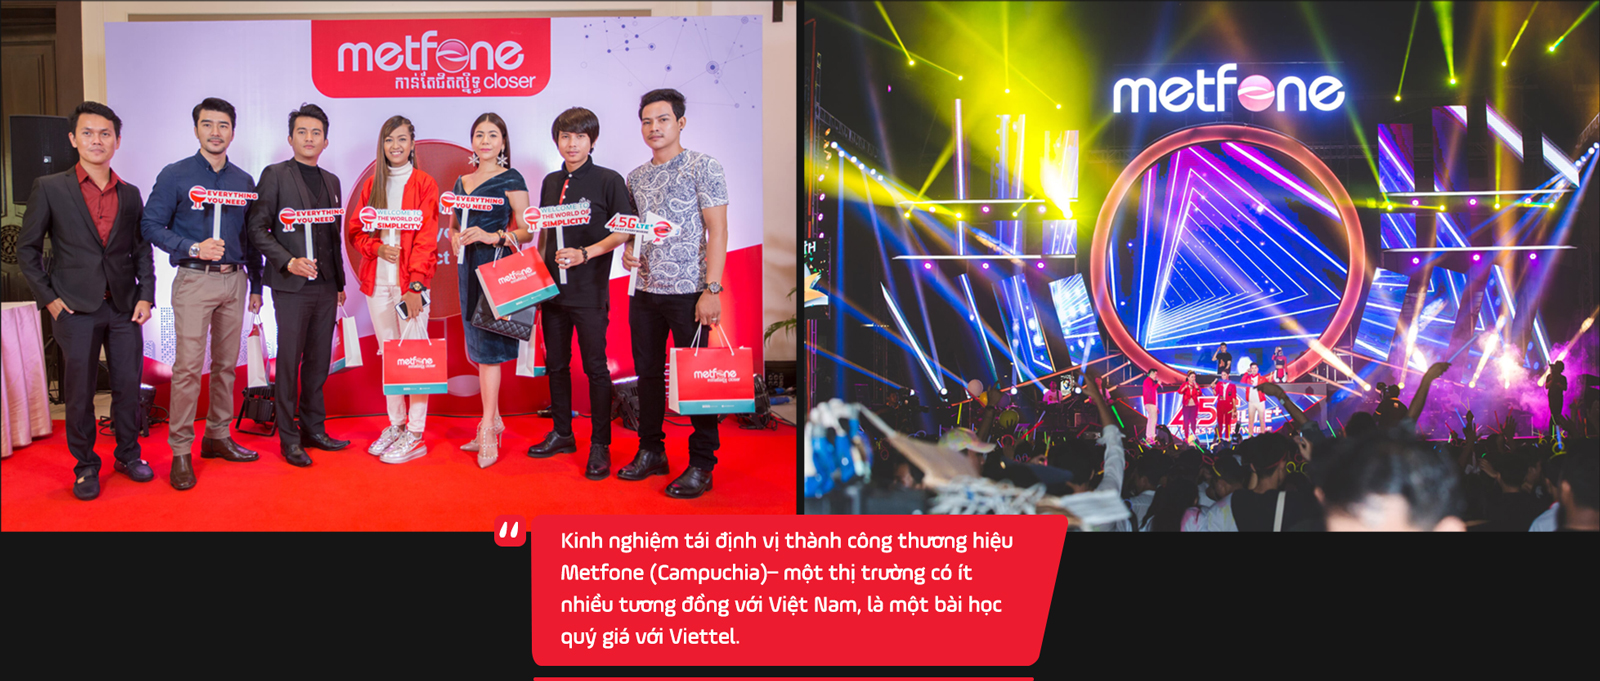 metfone
កាន់តែជិតស្និទ្ធ closer
EVERYTHING
YOU NEED
EVERYTHING
YOU NEED
WELCOME TO
THE WORLD OF
SIMPLICITY
EVERYTHING
YOU NEED
WELCOME TO
THE WORLD OF
SIMPLICITY
4.5G LTE
metfone
metfone
metfone
metfone
4.5
Kinh nghiệm tái định vị thành công thương hiệu
Metfone (Campuchia)– một thị trường có ít
nhiều tương đồng với Việt Nam, là một bài học
quý giá với Viettel.